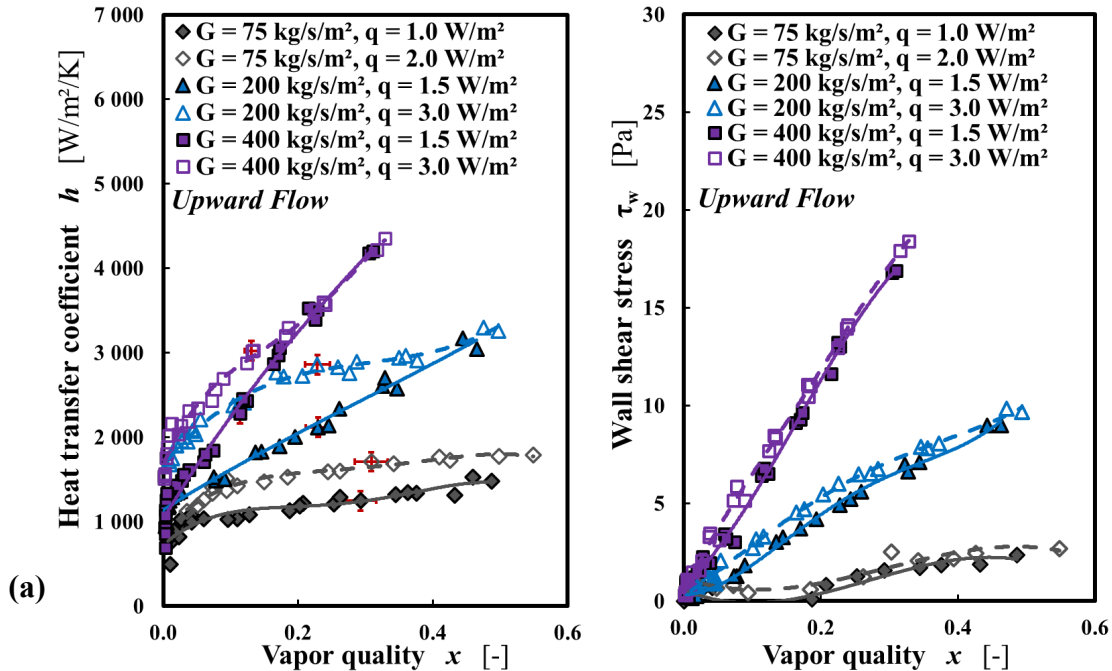 7 000
6 000
5 000
4 000
3 000
2 000
1 000
0
0.0
0.2
0.4
0.6
Heat transfer coefficient h [W/m²/K]
Vapor quality x [-]
G = 75 kg/s/m², q = 1.0 W/m²
G = 75 kg/s/m², q = 2.0 W/m²
G = 200 kg/s/m², q = 1.5 W/m²
G = 200 kg/s/m², q = 3.0 W/m²
G = 400 kg/s/m², q = 1.5 W/m²
G = 400 kg/s/m², q = 3.0 W/m²
Upward Flow
(a)
30
25
20
15
10
5
0
0.0
0.2
0.4
0.6
Wall shear stress τw [Pa]
Vapor quality x [-]
G = 75 kg/s/m², q = 1.0 W/m²
G = 75 kg/s/m², q = 2.0 W/m²
G = 200 kg/s/m², q = 1.5 W/m²
G = 200 kg/s/m², q = 3.0 W/m²
G = 400 kg/s/m², q = 1.5 W/m²
G = 400 kg/s/m², q = 3.0 W/m²
Upward Flow